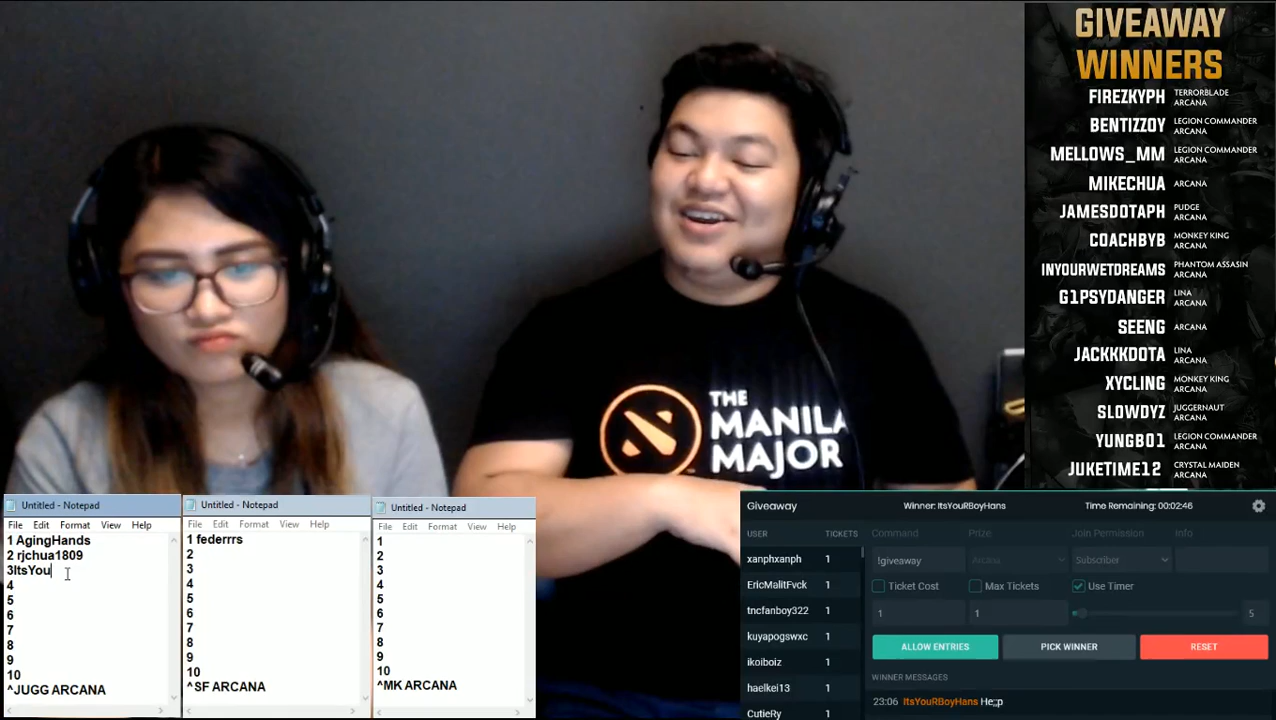 GIVEAWAY
WINNERS
FIREZKYPH TERRORBLADE ARCANA
BENTIZZOY LEGION COMMANDER ARCANA
MELLOWS_MM LEGION COMMANDER ARCANA
MIKECHUA ARCANA
JAMESDOTAPH PUDGE ARCANA
COACHBYB MONKEY KING ARCANA
INYOURWETDREAMS PHANTOM ASSASIN ARCANA
G1PSYDANGER LINA ARCANA
SEENG ARCANA
JACKKKDOTA LINA ARCANA
XYCLING MONKEY KING ARCANA
SLOWDYZ JUGGERNAUT ARCANA
YUNGB01 LEGION COMMANDER ARCANA
JUKETIME12 CRYSTAL MAIDEN ARCANA
THE
MANILA
MAJOR
Untitled - Notepad
File Edit Format View Help
1 AgingHands
2 rjchua1809
3ItsYou
4
5
6
7
8
9
10
^JUGG ARCANA
Untitled - Notepad
File Edit Format View Help
1 federrrs
2
3
4
5
6
7
8
9
10
^SF ARCANA
Untitled - Notepad
File Edit Format View Help
1
2
3
4
5
6
7
8
9
10
^MK ARCANA
Giveaway Winner: ItsYouRBoyHans Time Remaining: 00:02:46
USER TICKETS
xanphxanph 1
EricMalitFvck 1
tncfanboy322 1
kuyapogswxc 1
ikoiboiz 1
haelkei13 1
CutieRy 1
Command Prize Join Permission Info
!giveaway Arcana Subscriber
Ticket Cost Max Tickets Use Timer
1 1 5
ALLOW ENTRIES PICK WINNER RESET
WINNER MESSAGES
23:06 ItsYouRBoyHans He;;p